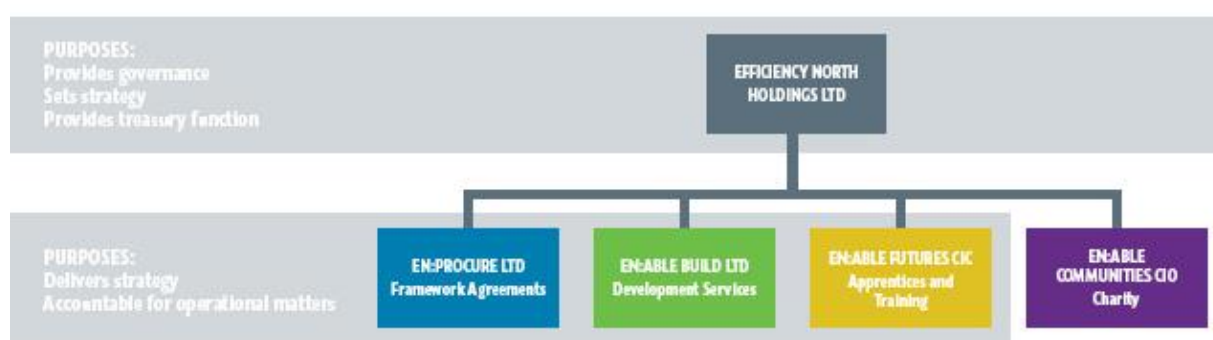 PURPOSES:
Provides governance
Sets strategy
Provides treasury function
EFFICIENCY NORTH
HOLDINGS LTD
PURPOSES:
Delivers strategy
Accountable for operational matters
EN:PROCURE LTD
Framework Agreements
EN:ABLE BUILD LTD
Development Services
EN:ABLE FUTURES CIC
Apprentices and
Training
EN:ABLE
COMMUNITIES CIO
Charity